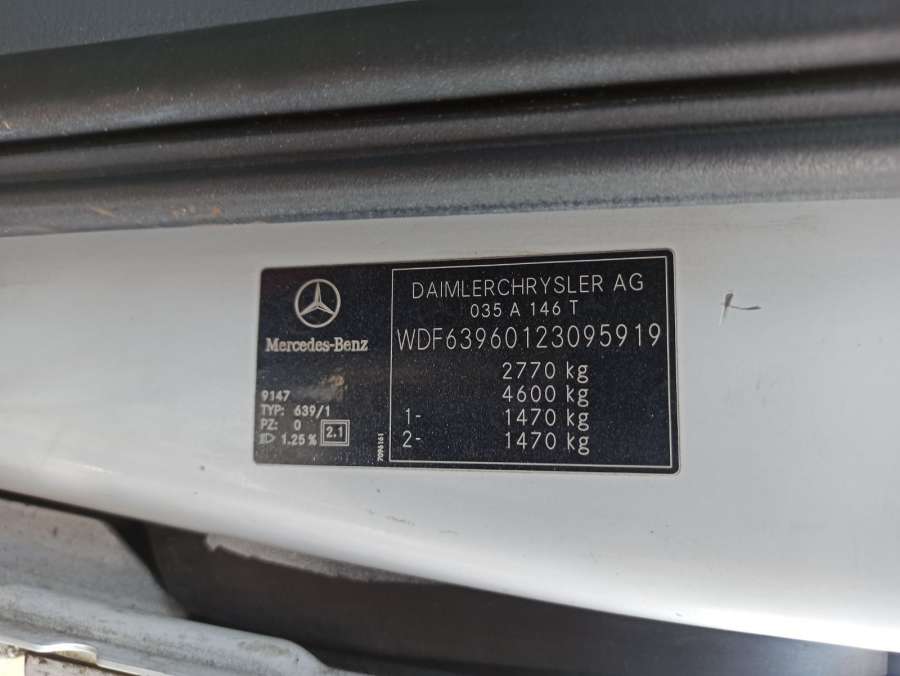 Mercedes-Benz
9147
TYP: 639/1
PZ: 0
1.25 % 2.1
7096161
DAIMLERCHRYSLER AG
035 A 146 T
WDF63960123095919
2770 kg
4600 kg
1- 1470 kg
2- 1470 kg